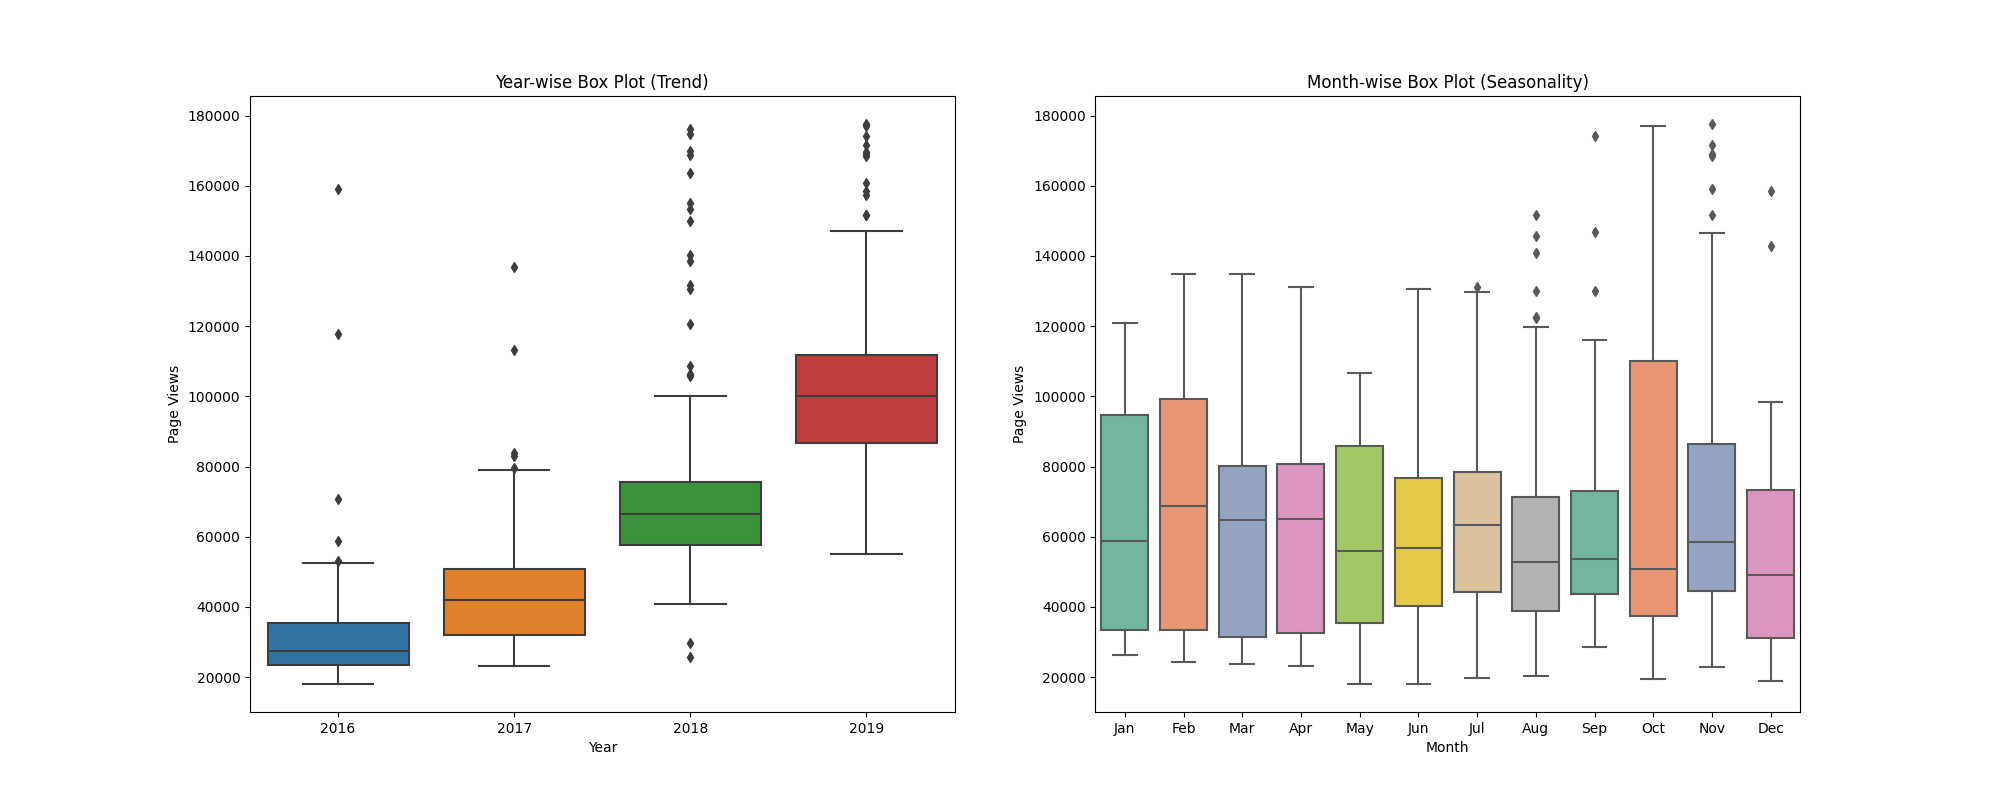 Year-wise Box Plot (Trend)
Page Views
180000
160000
140000
120000
100000
80000
60000
40000
20000
2016 2017 2018 2019
Year
Month-wise Box Plot (Seasonality)
Page Views
180000
160000
140000
120000
100000
80000
60000
40000
20000
Jan Feb Mar Apr May Jun Jul Aug Sep Oct Nov Dec
Month